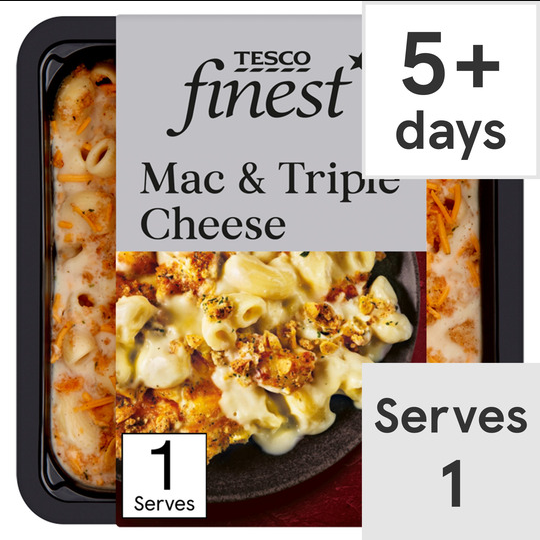 TESCO
finest
Mac & Triple
Cheese
5+
days
1
Serves
Serves
1